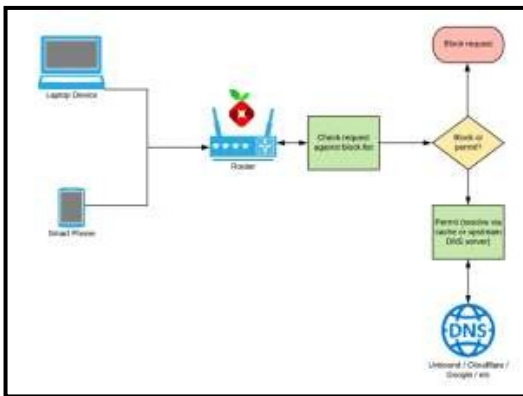 Laptop Device
Smart Phone
Router
Check request
against block list
Block request
Block or
permit?
Permit (resolve via
cache or upstream
DNS server)
DNS
Unbound / Cloudflare /
Google / etc